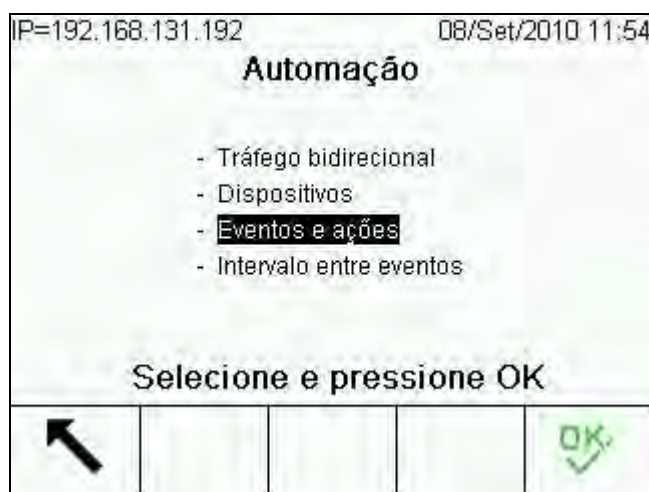 IP=192.168.131.192 08/Set/2010 11:54
Automação
- Tráfego bidirecional
- Dispositivos
- Eventos e ações
- Intervalo entre eventos
Selecione e pressione OK
OK